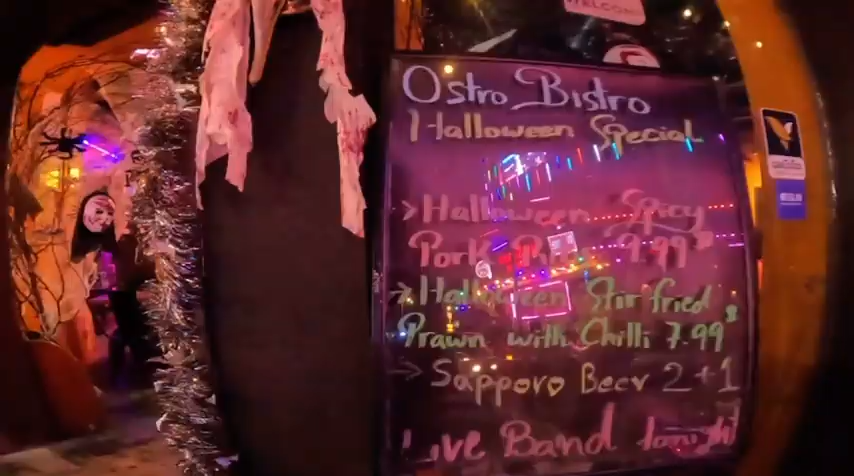 WELCOME
Ostro Bistro
Halloween Special
> Halloween Spicy
Pork 9.99$
→ Halloween Stir fried
Prawn with Chilli 7.99$
→ Sapporo Beer 2+1
Live Band tonight